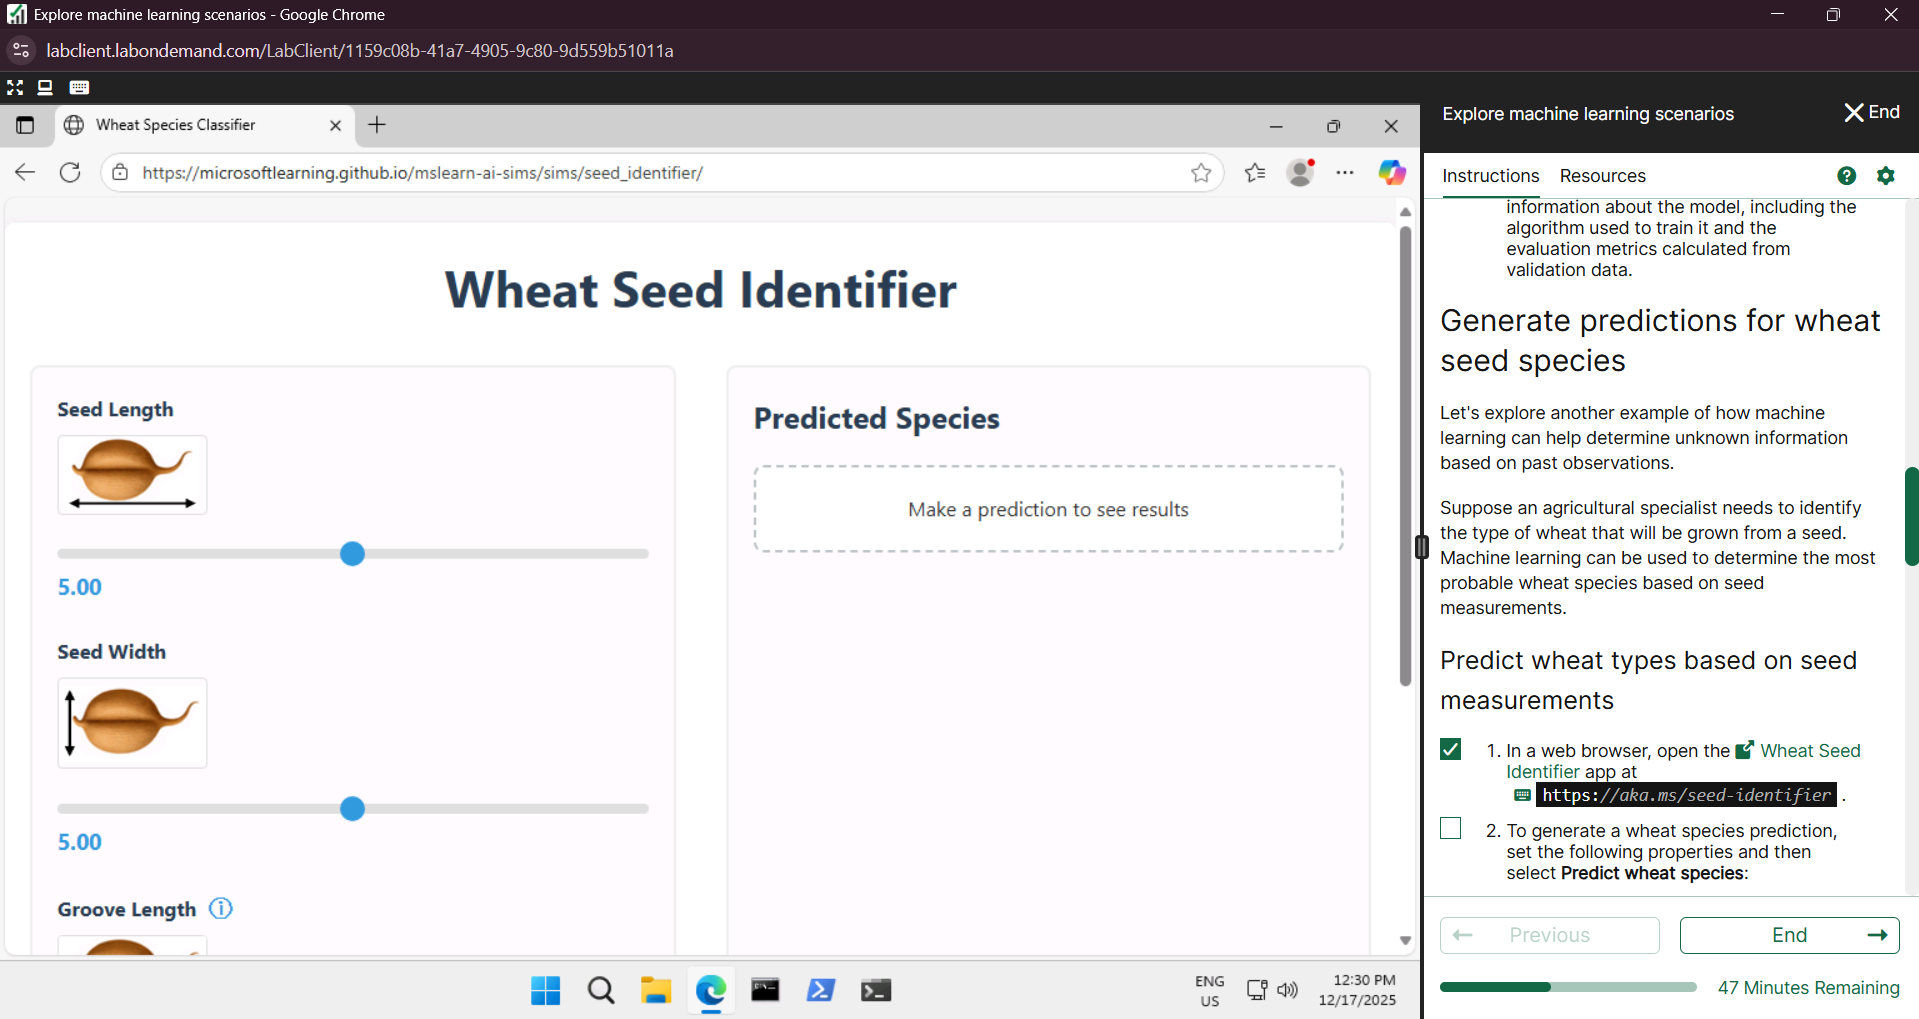 Explore machine learning scenarios - Google Chrome
labclient.labondemand.com/LabClient/1159c08b-41a7-4905-9c80-9d559b51011a
Wheat Species Classifier
https://microsoftlearning.github.io/mslearn-ai-sims/sims/seed_identifier/
Wheat Seed Identifier
Seed Length
5.00
Seed Width
5.00
Groove Length
Predicted Species
Make a prediction to see results
ENG
US
12:30 PM
12/17/2025
Explore machine learning scenarios
End
Instructions
Resources
information about the model, including the
algorithm used to train it and the
evaluation metrics calculated from
validation data.
Generate predictions for wheat
seed species
Let's explore another example of how machine
learning can help determine unknown information
based on past observations.
Suppose an agricultural specialist needs to identify
the type of wheat that will be grown from a seed.
Machine learning can be used to determine the most
probable wheat species based on seed
measurements.
Predict wheat types based on seed
measurements
1. In a web browser, open the Wheat Seed
Identifier app at
https://aka.ms/seed-identifier .
2. To generate a wheat species prediction,
set the following properties and then
select Predict wheat species:
Previous
End
47 Minutes Remaining